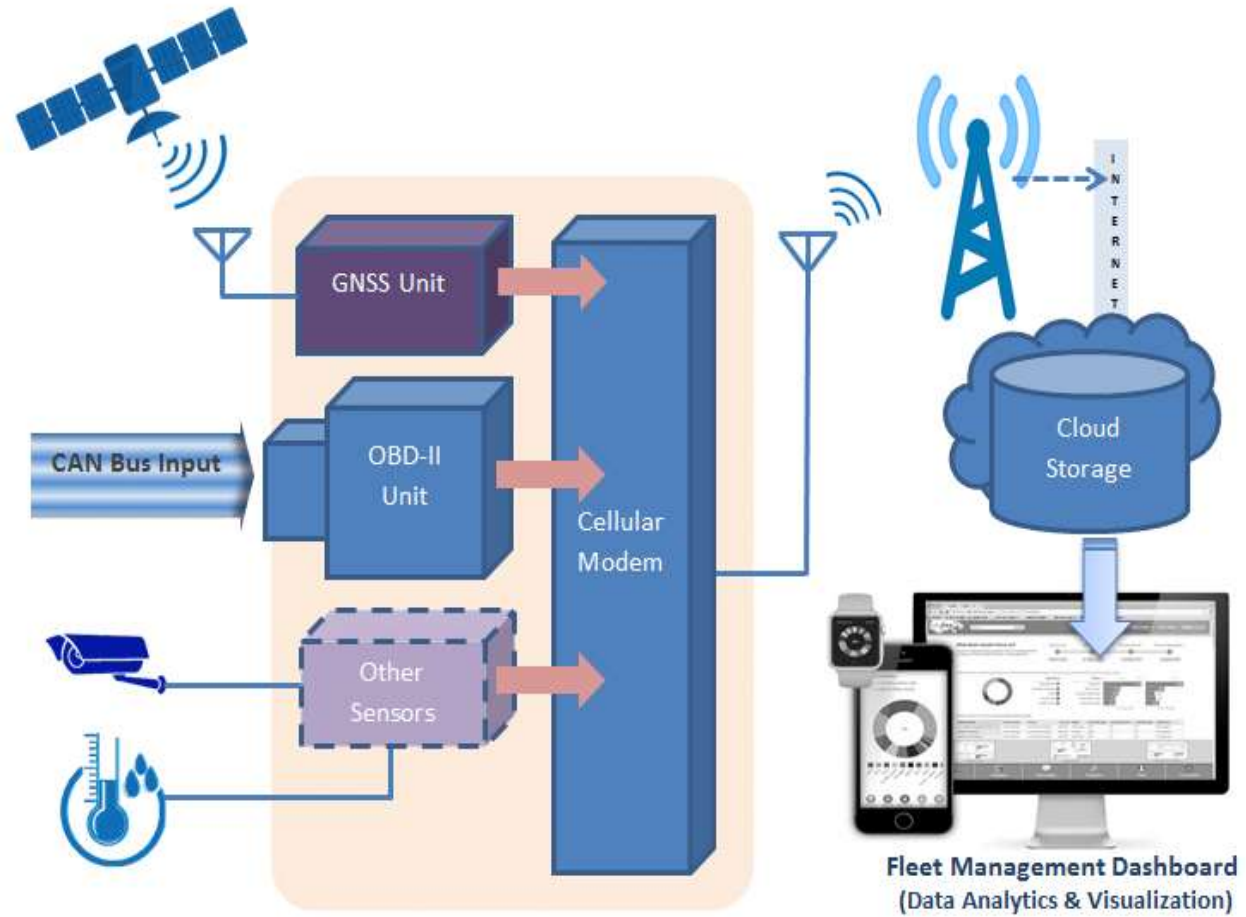 INTERNET
GNSS Unit
CAN Bus Input
OBD-II
Unit
Cellular
Modem
Other
Sensors
Cloud
Storage
Fleet Management Dashboard
(Data Analytics & Visualization)